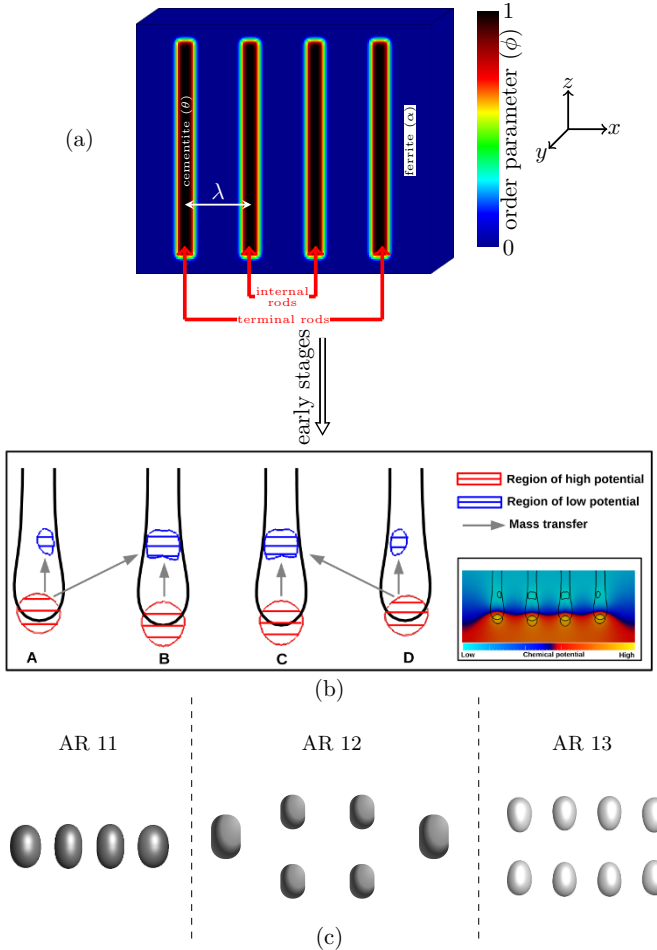 (a)
cementite (θ)
ferrite (α)
λ
1
0
order parameter (ϕ)
z
x
y
internal
rods
terminal rods
early stages
Region of high potential
Region of low potential
Mass transfer
A
B
C
D
Low
Chemical potential
High
(b)
AR 11
AR 12
AR 13
(c)